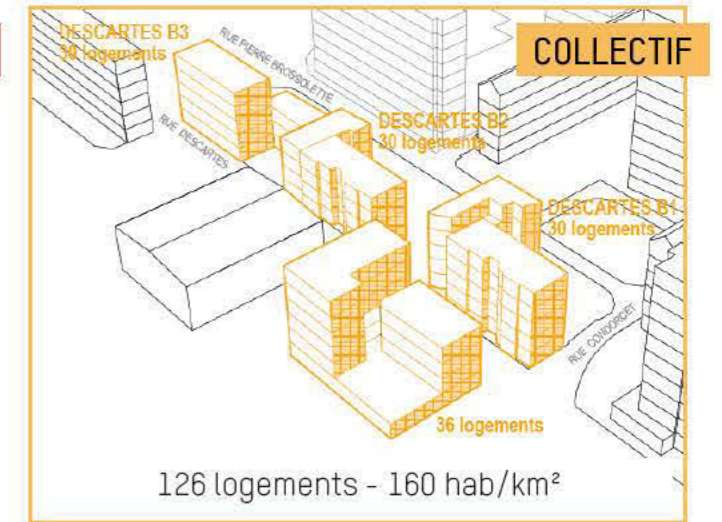 COLLECTIF
DESCARTES B3
30 logements
RUE PIERRE BROSSOLETTE
RUE DESCARTES
DESCARTES B2
30 logements
DESCARTES B1
30 logements
RUE CONDORCET
36 logements
126 logements - 160 hab/km²